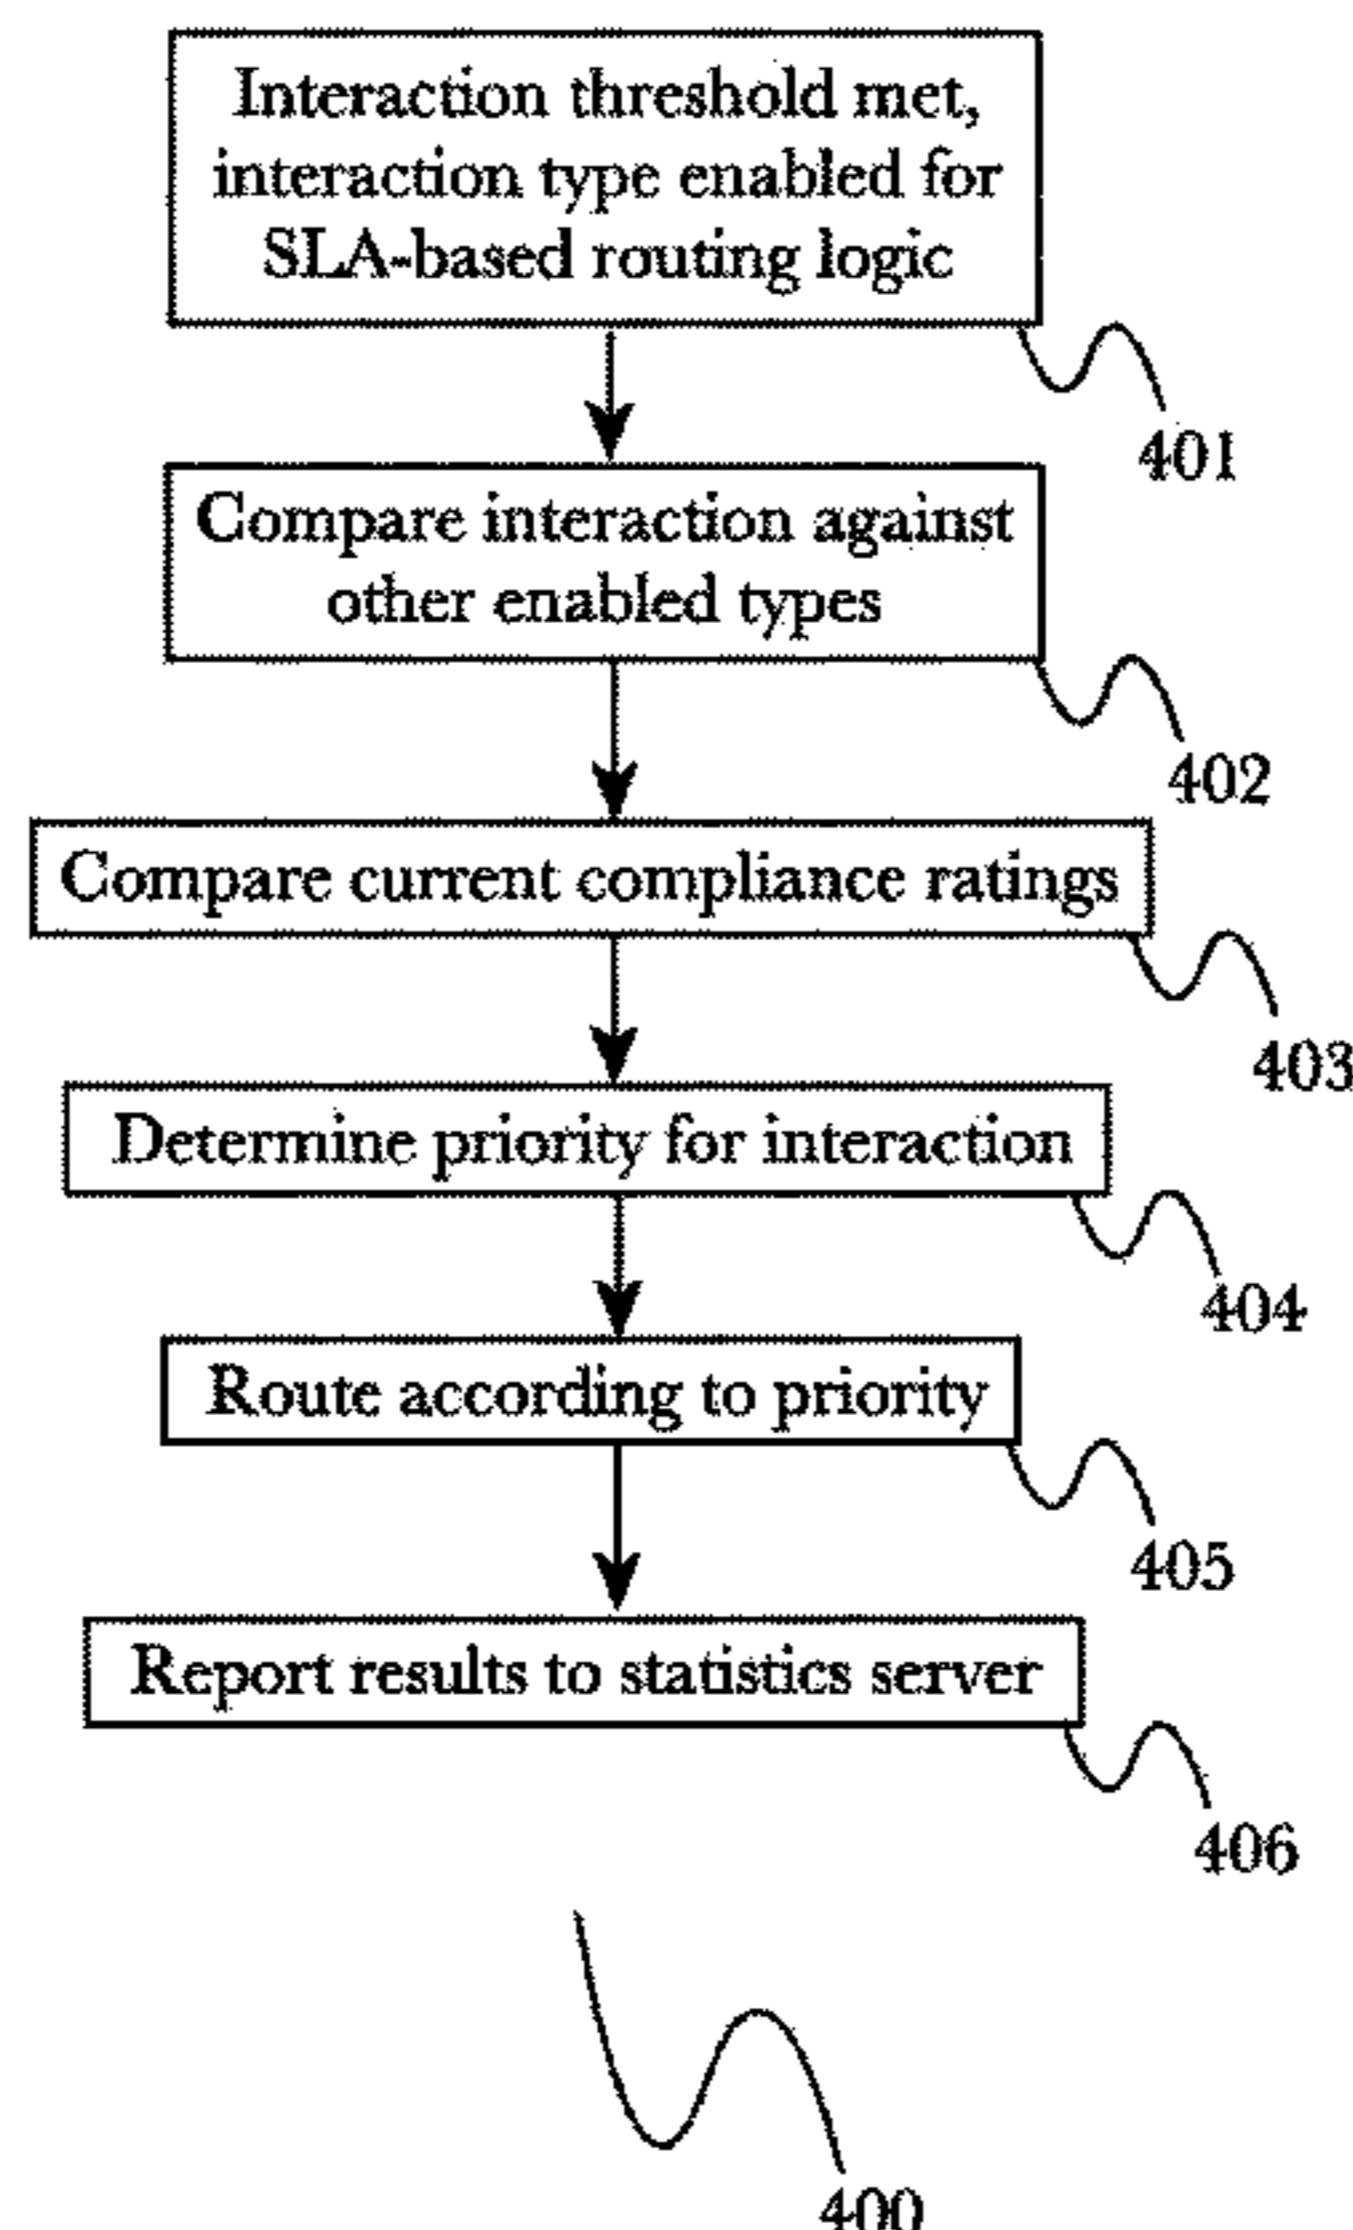 Interaction threshold met,
interaction type enabled for
SLA-based routing logic
401
Compare interaction against
other enabled types
402
Compare current compliance ratings
403
Determine priority for interaction
404
Route according to priority
405
Report results to statistics server
406
400